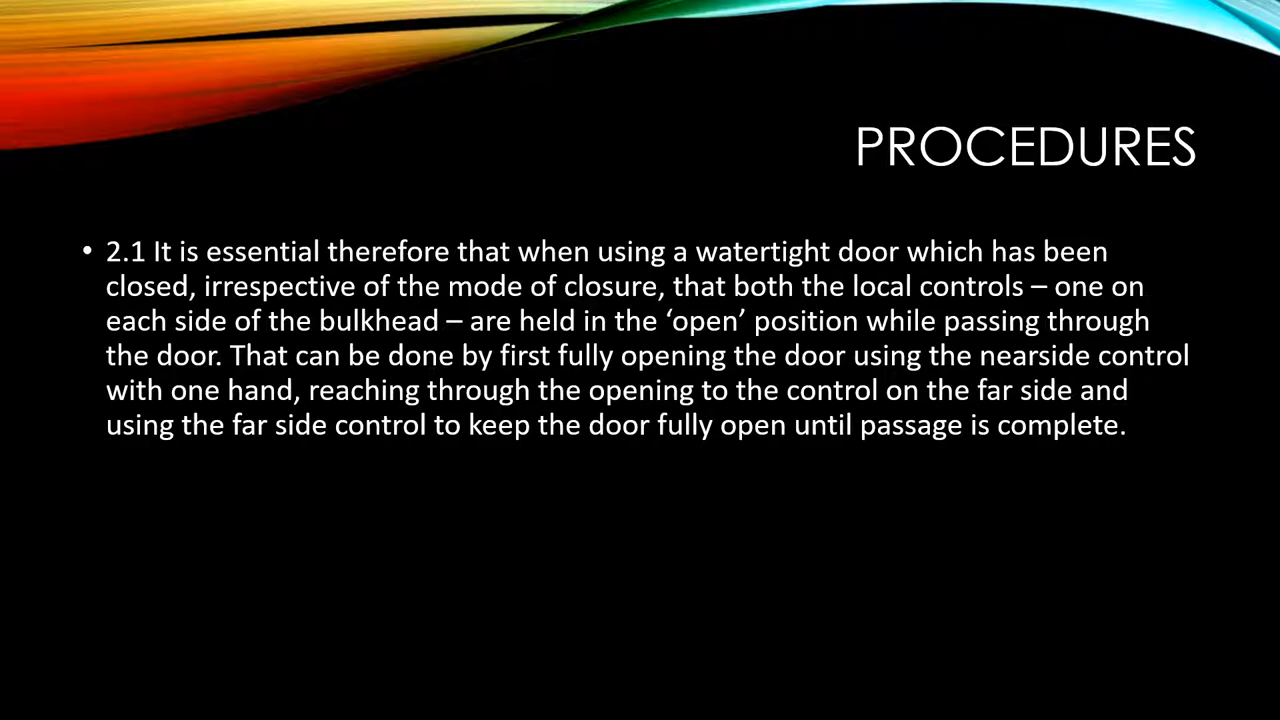 PROCEDURES
• 2.1 It is essential therefore that when using a watertight door which has been
closed, irrespective of the mode of closure, that both the local controls – one on
each side of the bulkhead – are held in the ‘open’ position while passing through
the door. That can be done by first fully opening the door using the nearside control
with one hand, reaching through the opening to the control on the far side and
using the far side control to keep the door fully open until passage is complete.